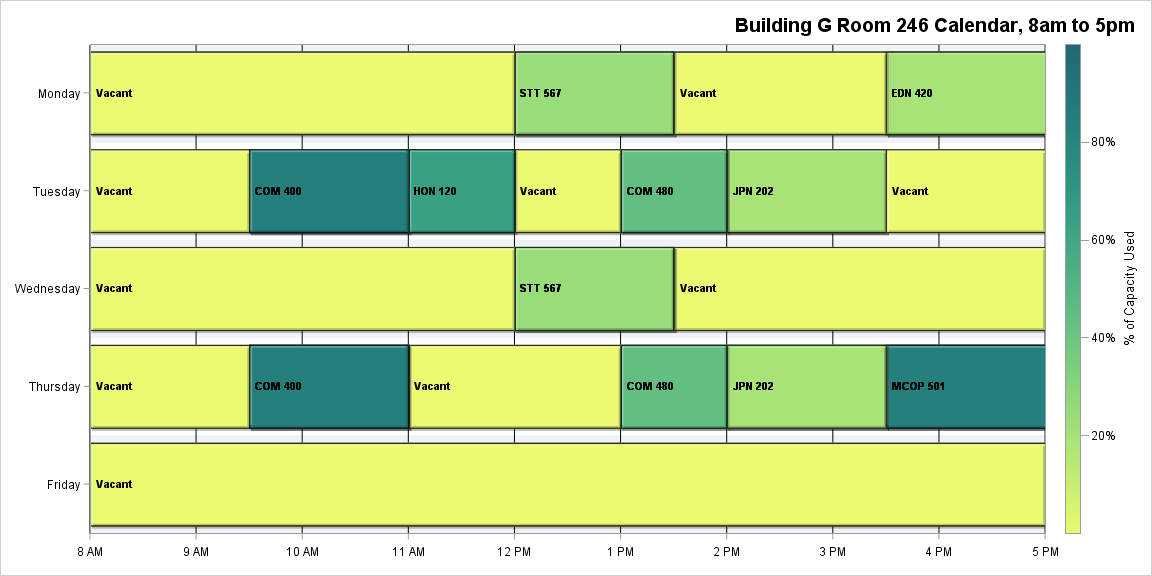 Building G Room 246 Calendar, 8am to 5pm
Monday
Vacant
STT 567
Vacant
EDN 420
Tuesday
Vacant
COM 400
HON 120
Vacant
COM 480
JPN 202
Vacant
Wednesday
Vacant
STT 567
Vacant
Thursday
Vacant
COM 400
Vacant
COM 480
JPN 202
MCOP 501
Friday
Vacant
8 AM
9 AM
10 AM
11 AM
12 PM
1 PM
2 PM
3 PM
4 PM
5 PM
80%
60%
40%
20%
% of Capacity Used